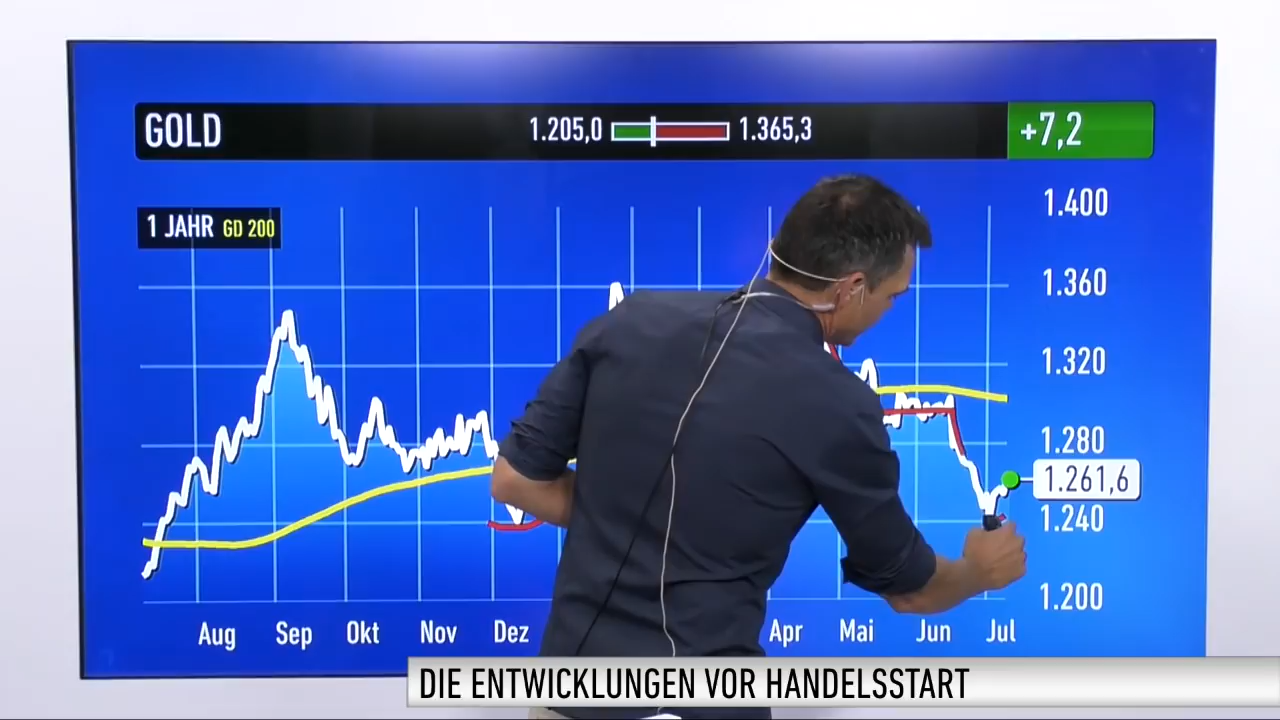 GOLD
1.205,0
1.365,3
+7,2
1 JAHR GD 200
1.400
1.360
1.320
1.280
1.261,6
1.240
1.200
Aug Sep Okt Nov Dez Apr Mai Jun Jul
DIE ENTWICKLUNGEN VOR HANDELSSTART